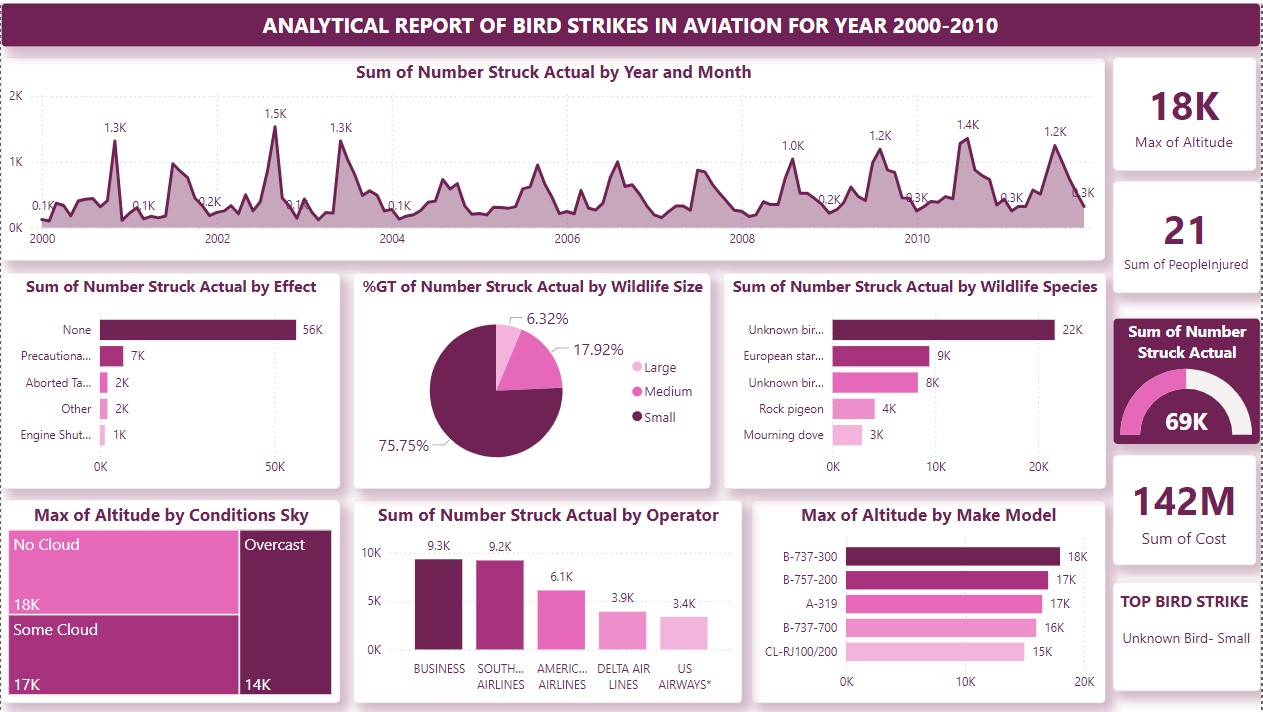 ANALYTICAL REPORT OF BIRD STRIKES IN AVIATION FOR YEAR 2000-2010
Sum of Number Struck Actual by Year and Month
2K
1K
0K
0.1K
1.3K
0.1K
0.2K
1.5K
0.1K
1.3K
0.1K
1.0K
0.2K
1.2K
0.3K
1.4K
0.3K
1.2K
0.3K
2000
2002
2004
2006
2008
2010
18K
Max of Altitude
21
Sum of PeopleInjured
Sum of Number Struck Actual by Effect
None
56K
Precautiona...
7K
Aborted Ta...
2K
Other
2K
Engine Shut...
1K
0K
50K
%GT of Number Struck Actual by Wildlife Size
6.32%
17.92%
75.75%
Large
Medium
Small
Sum of Number Struck Actual by Wildlife Species
Unknown bir...
22K
European star...
9K
Unknown bir...
8K
Rock pigeon
4K
Mourning dove
3K
0K
10K
20K
Sum of Number
Struck Actual
69K
Max of Altitude by Conditions Sky
No Cloud
18K
Some Cloud
17K
Overcast
14K
Sum of Number Struck Actual by Operator
10K
5K
0K
9.3K
9.2K
6.1K
3.9K
3.4K
BUSINESS
SOUTH...
AIRLINES
AMERIC...
AIRLINES
DELTA AIR
LINES
US
AIRWAYS*
Max of Altitude by Make Model
B-737-300
18K
B-757-200
17K
A-319
17K
B-737-700
16K
CL-RJ100/200
15K
0K
10K
20K
142M
Sum of Cost
TOP BIRD STRIKE
Unknown Bird- Small